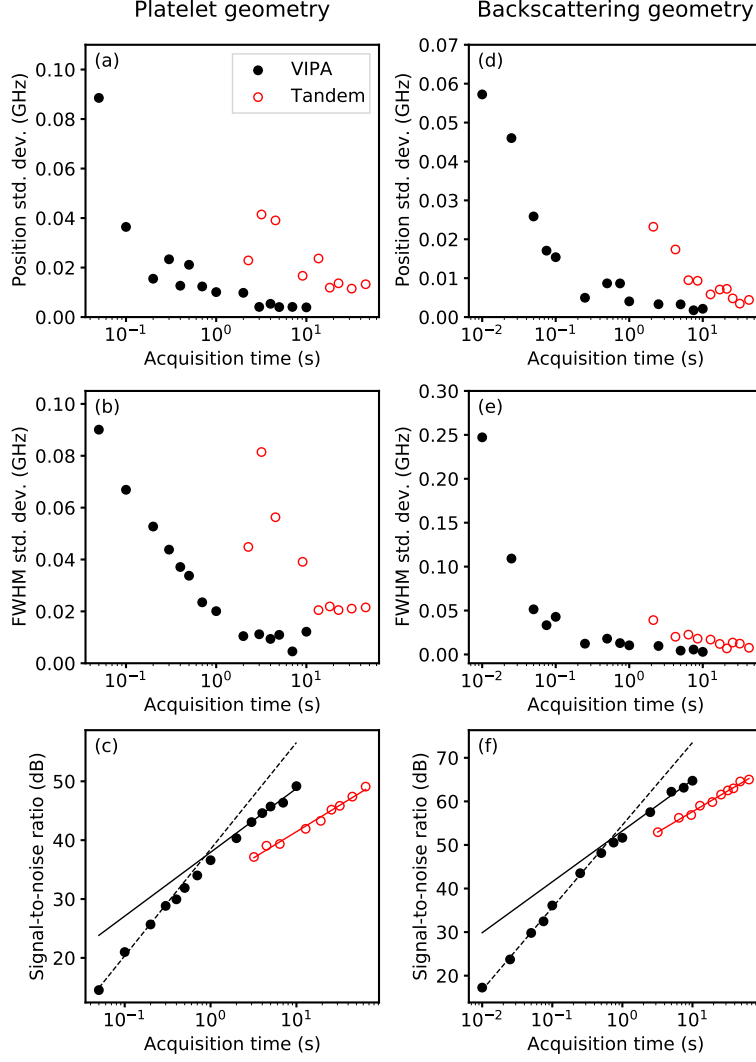 Platelet geometry
Backscattering geometry
(a)
VIPA
Tandem
0.10
0.08
0.06
0.04
0.02
0.00
Position std. dev. (GHz)
10⁻¹ 10⁰ 10¹
Acquisition time (s)
(d)
0.07
0.06
0.05
0.04
0.03
0.02
0.01
0.00
Position std. dev. (GHz)
10⁻² 10⁻¹ 10⁰ 10¹
Acquisition time (s)
(b)
0.10
0.08
0.06
0.04
0.02
0.00
FWHM std. dev. (GHz)
10⁻¹ 10⁰ 10¹
Acquisition time (s)
(e)
0.30
0.25
0.20
0.15
0.10
0.05
0.00
FWHM std. dev. (GHz)
10⁻² 10⁻¹ 10⁰ 10¹
Acquisition time (s)
(c)
50
40
30
20
Signal-to-noise ratio (dB)
10⁻¹ 10⁰ 10¹
Acquisition time (s)
(f)
70
60
50
40
30
20
Signal-to-noise ratio (dB)
10⁻² 10⁻¹ 10⁰ 10¹
Acquisition time (s)